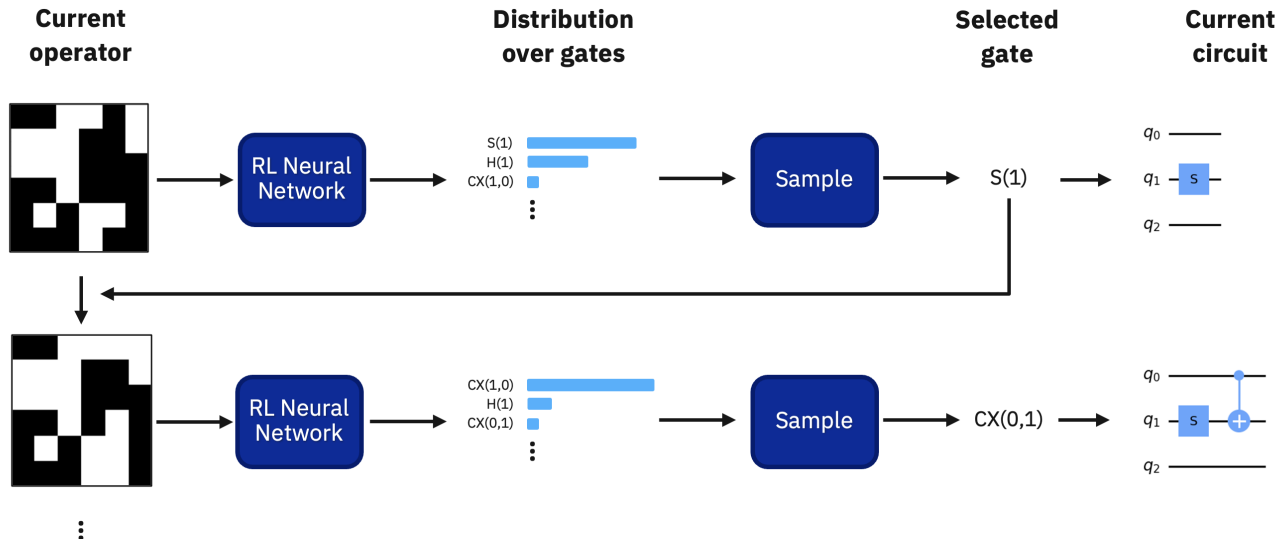 Current
operator
Distribution
over gates
Selected
gate
Current
circuit
RL Neural
Network
S(1)
H(1)
CX(1,0)
Sample
S(1)
q0
q1
S
q2
RL Neural
Network
CX(1,0)
H(1)
CX(0,1)
Sample
CX(0,1)
q0
q1
S
q2